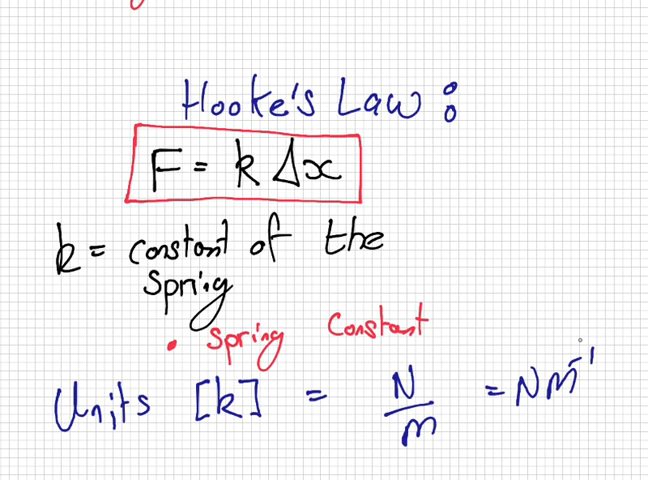 Hooke's Law :
F = k Δx
k = constant of the
Spring
• Spring Constant
Units [k] = N/m = Nm⁻¹